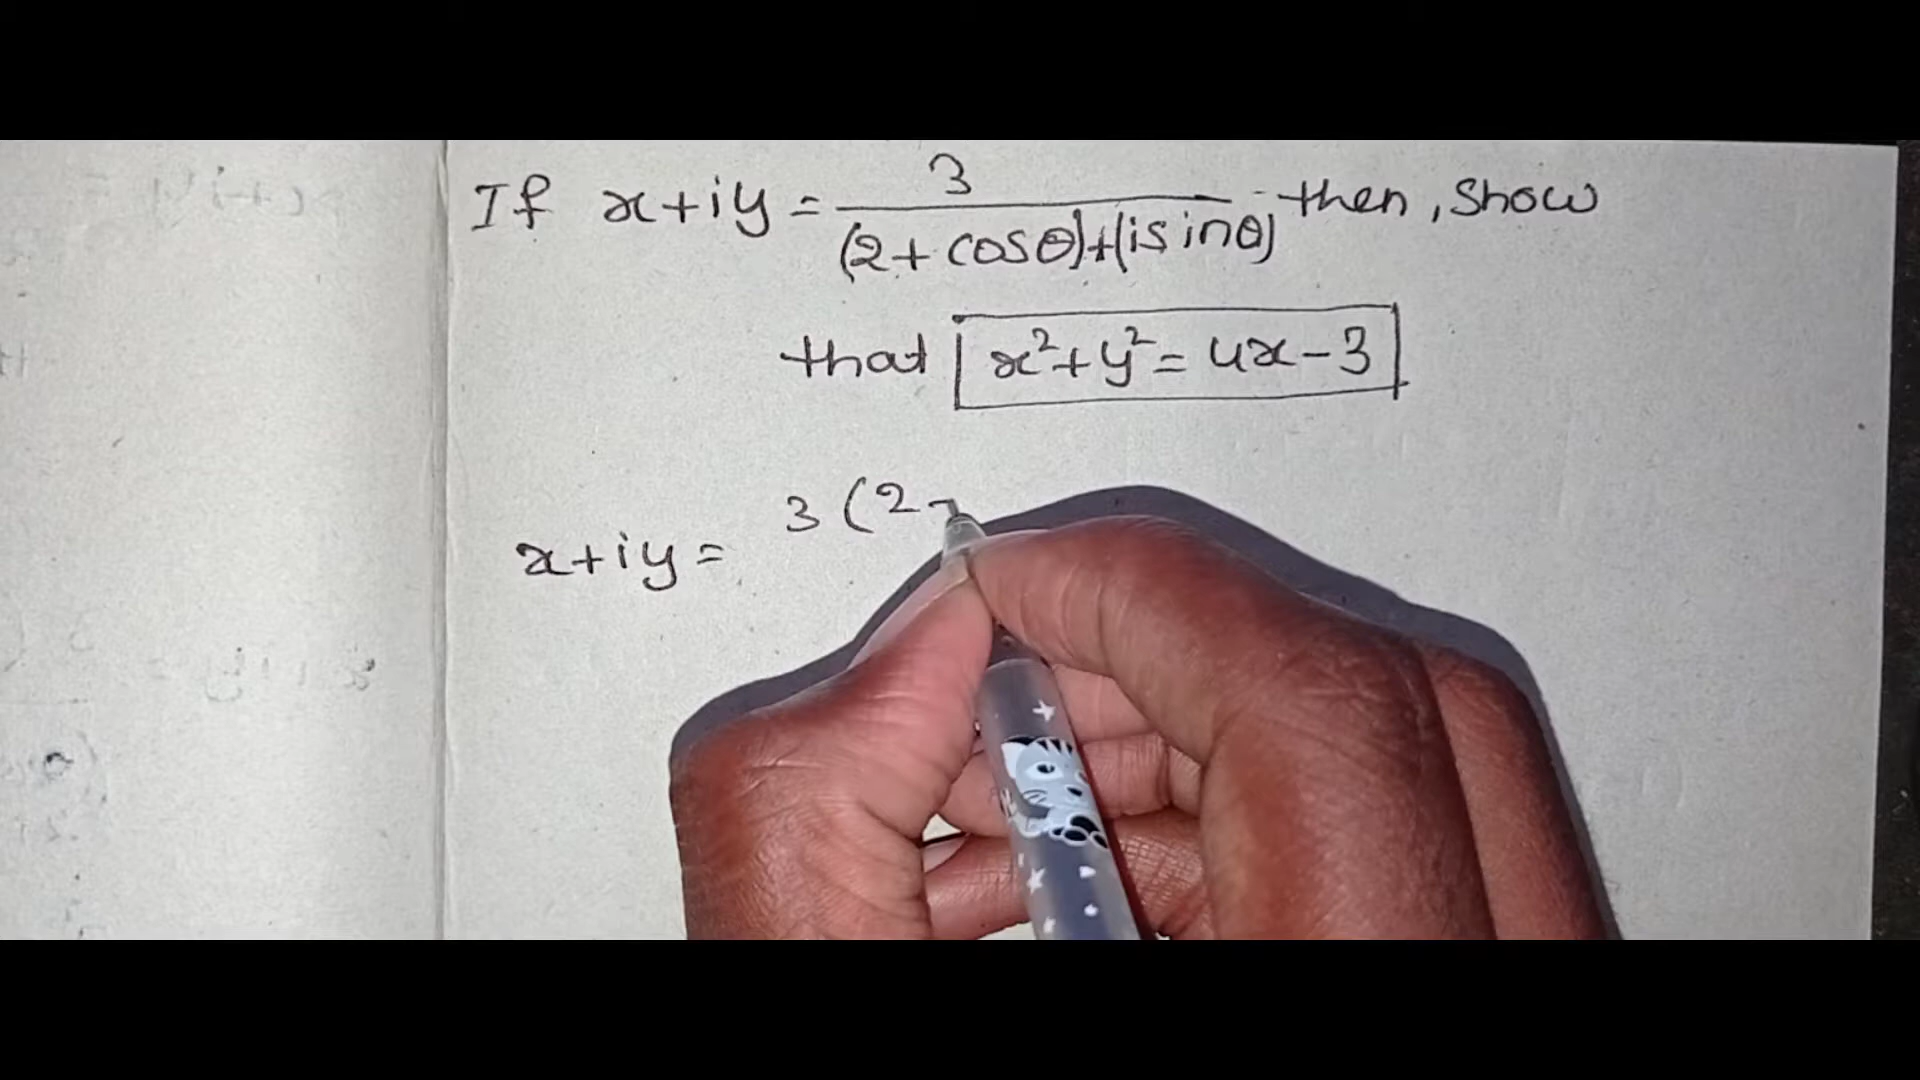 If x+iy = 3 / (2+cosθ)+(isinθ) then, show
that x²+y² = 4x-3
x+iy = 3(2